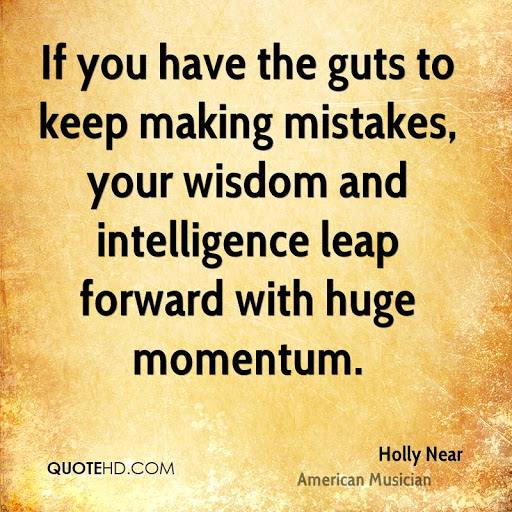 If you have the guts to
keep making mistakes,
your wisdom and
intelligence leap
forward with huge
momentum.
Holly Near
QUOTEHD.COM
American Musician